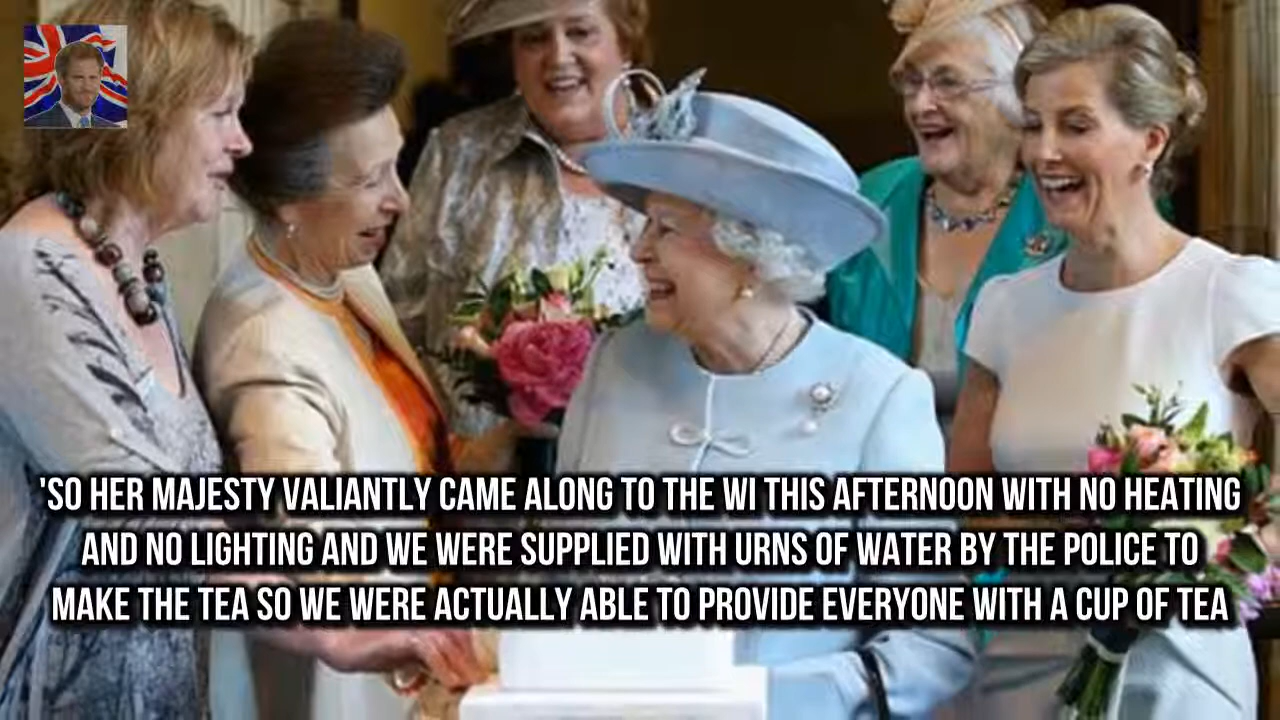 'SO HER MAJESTY VALIANTLY CAME ALONG TO THE WI THIS AFTERNOON WITH NO HEATING
AND NO LIGHTING AND WE WERE SUPPLIED WITH URNS OF WATER BY THE POLICE TO
MAKE THE TEA SO WE WERE ACTUALLY ABLE TO PROVIDE EVERYONE WITH A CUP OF TEA